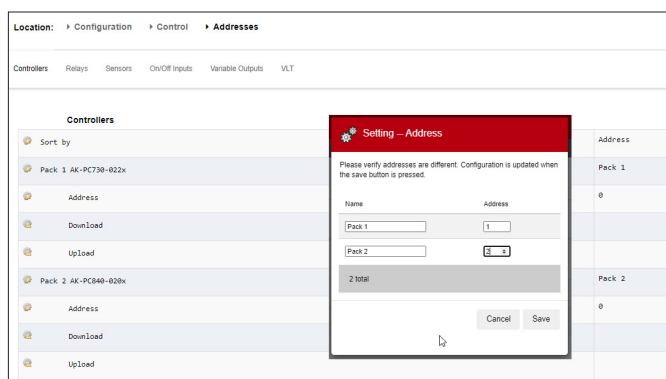 Location: Configuration Control Addresses
Controllers Relays Sensors On/Off Inputs Variable Outputs VLT
Controllers
Setting – Address
Sort by
Address
Please verify addresses are different. Configuration is updated when
the save button is pressed.
Pack 1 AK-PC730-022x
Pack 1
Address
0
Name Address
Download
Pack 1 1
Upload
Pack 2 2
Pack 2 AK-PC840-020x
2 total
Pack 2
Address
0
Cancel Save
Download
Upload